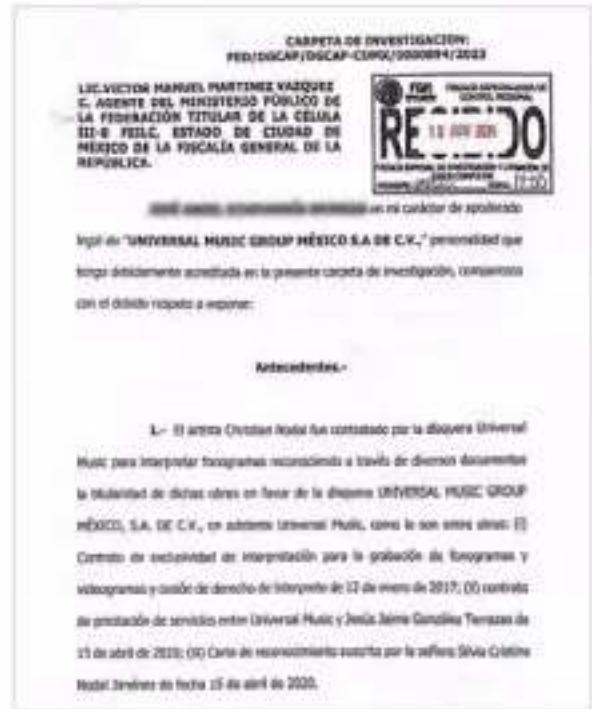 CARPETA DE INVESTIGACIÓN:
FED/DGCAP/DGCAP-CDMX/0000894/2023
LIC.VICTOR MANUEL MARTINEZ VAZQUEZ
C. AGENTE DEL MINISTERIO PÚBLICO DE
LA FEDERACIÓN TITULAR DE LA CÉLULA
III-8 FEILC, ESTADO DE CIUDAD DE
MÉXICO DE LA FISCALÍA GENERAL DE LA
REPÚBLICA.
FGR
CONTROL REGIONAL
RECIBIDO
en mi carácter de apoderado
legal de "UNIVERSAL MUSIC GROUP MÉXICO S.A DE C.V.," personalidad que
tengo debidamente acreditada en la presente carpeta de investigación, comparezco
con el debido respeto a exponer:
Antecedentes.-
1.- El artista Christian Nodal fue contratado por la disquera Universal
Music para interpretar fonogramas reconociendo a través de diversos documentos
la titularidad de dichas obras en favor de la disquera UNIVERSAL MUSIC GROUP
MÉXICO, S.A. DE C.V., en adelante Universal Music, como lo son entre otros: (i)
Contrato de exclusividad de interpretación para la grabación de fonogramas y
videogramas y cesión de derecho de interprete de 12 de enero de 2017; (ii) contrato
de prestación de servicios entre Universal Music y Jesús Jaime González Terrazas de
15 de abril de 2020; (iii) Carta de reconocimiento suscrita por la señora Silvia Cristina
Nodal Jiménez de fecha 15 de abril de 2020.